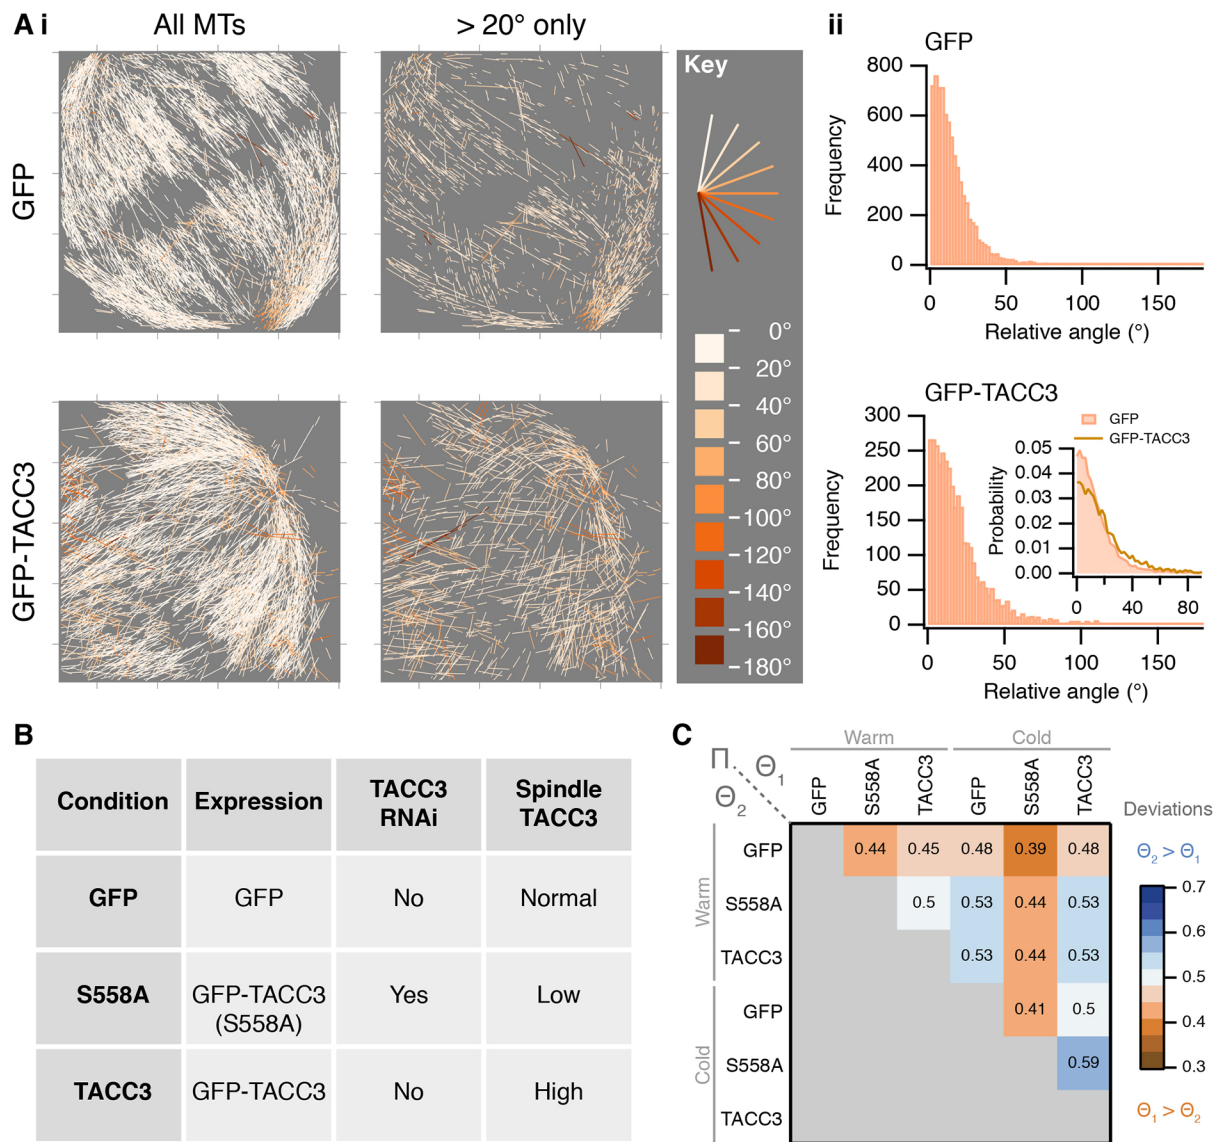 A i
All MTs
> 20° only
GFP
GFP-TACC3
Key
0°
20°
40°
60°
80°
100°
120°
140°
160°
180°
ii
GFP
800
600
400
200
0
Frequency
0 50 100 150
Relative angle (°)
GFP-TACC3
300
250
200
150
100
50
0
Frequency
0 50 100 150
Relative angle (°)
GFP
GFP-TACC3
0.05
0.04
0.03
0.02
0.01
0.00
Probability
0 40 80
B
Condition Expression TACC3 RNAi Spindle TACC3
GFP GFP No Normal
S558A GFP-TACC3 (S558A) Yes Low
TACC3 GFP-TACC3 No High
C
Π Θ1
Θ2
Warm Cold
GFP S558A TACC3 GFP S558A TACC3
Warm
GFP 0.44 0.45 0.48 0.39 0.48
S558A 0.5 0.53 0.44 0.53
TACC3 0.53 0.44 0.53
Cold
GFP 0.41 0.5
S558A 0.59
TACC3
Deviations
Θ2 > Θ1
0.7
0.6
0.5
0.4
0.3
Θ1 > Θ2